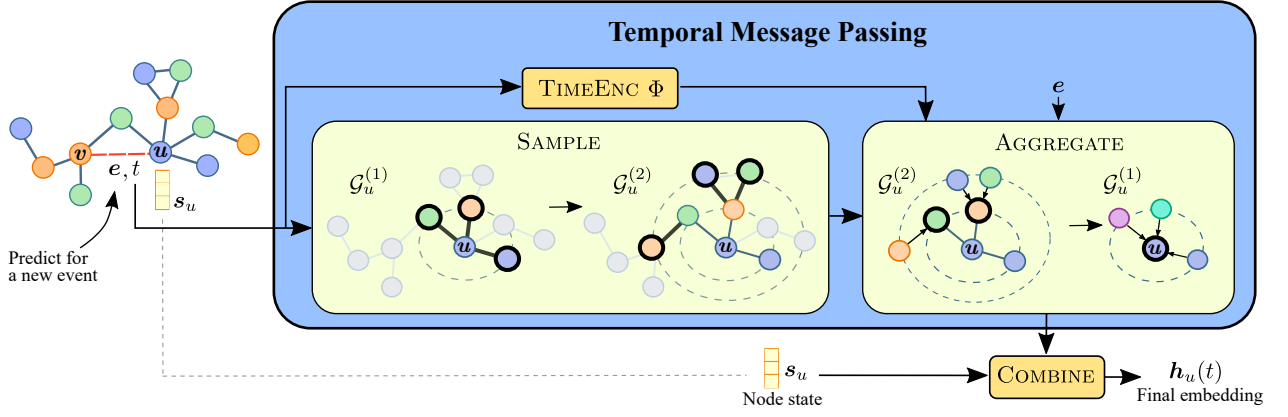 Temporal Message Passing
TIMEENC Φ
e
SAMPLE
AGGREGATE
v
u
e, t
s_u
Predict for
a new event
𝒢_u^(1)
u
𝒢_u^(2)
u
𝒢_u^(2)
u
𝒢_u^(1)
u
s_u
Node state
COMBINE
h_u(t)
Final embedding